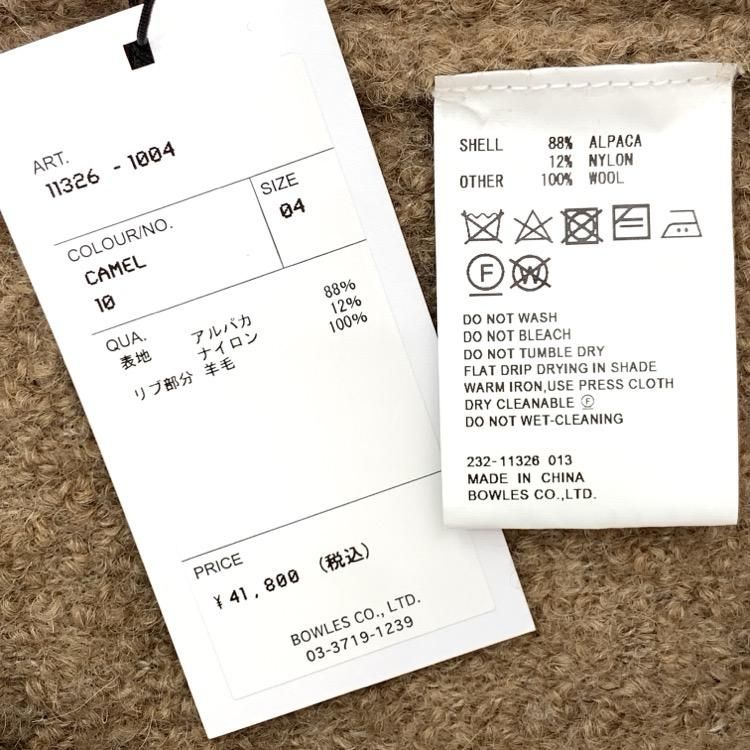 ART.
11326 - 1004
COLOUR/NO.
SIZE
CAMEL
04
10
QUA.
表地 アルパカ 88%
ナイロン 12%
リブ部分 羊毛 100%
PRICE
¥ 41,800 (税込)
BOWLES CO., LTD.
03-3719-1239
SHELL 88% ALPACA
12% NYLON
OTHER 100% WOOL
F W
DO NOT WASH
DO NOT BLEACH
DO NOT TUMBLE DRY
FLAT DRIP DRYING IN SHADE
WARM IRON,USE PRESS CLOTH
DRY CLEANABLE Ⓕ
DO NOT WET-CLEANING
232-11326 013
MADE IN CHINA
BOWLES CO.,LTD.